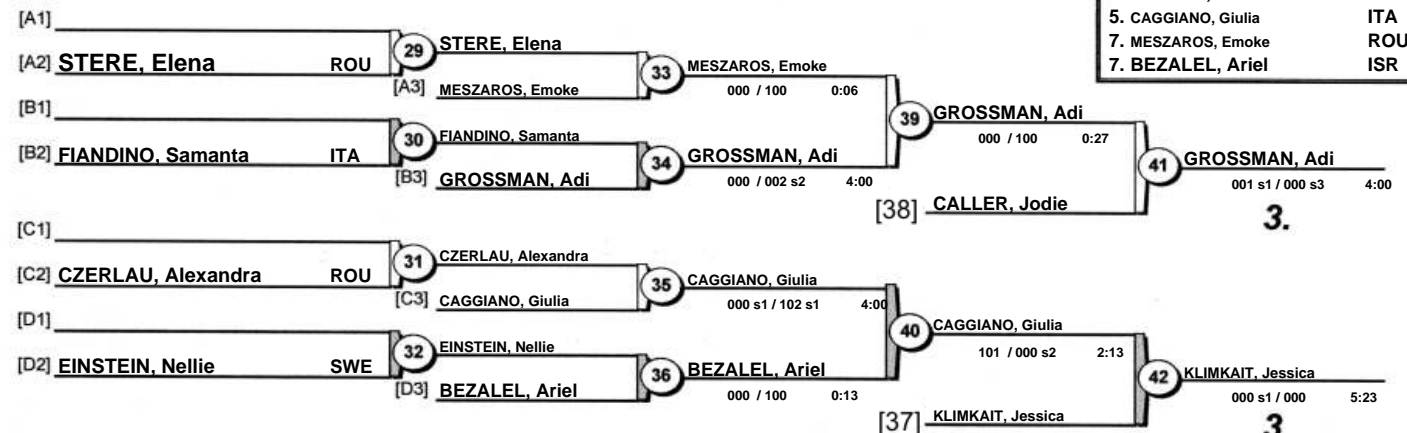 5. CAGGIANO, Giulia ITA
7. MESZAROS, Emoke ROU
7. BEZALEL, Ariel ISR
[A1]
[A2] STERE, Elena ROU
29 STERE, Elena
[A3] MESZAROS, Emoke
33 MESZAROS, Emoke
000 / 100 0:06
[B1]
[B2] FIANDINO, Samanta ITA
30 FIANDINO, Samanta
[B3] GROSSMAN, Adi
34 GROSSMAN, Adi
000 / 002 s2 4:00
39 GROSSMAN, Adi
000 / 100 0:27
[38] CALLER, Jodie
41 GROSSMAN, Adi
001 s1 / 000 s3 4:00
3.
[C1]
[C2] CZERLAU, Alexandra ROU
31 CZERLAU, Alexandra
[C3] CAGGIANO, Giulia
35 CAGGIANO, Giulia
000 s1 / 102 s1 4:00
[D1]
[D2] EINSTEIN, Nellie SWE
32 EINSTEIN, Nellie
[D3] BEZALEL, Ariel
36 BEZALEL, Ariel
000 / 100 0:13
40 CAGGIANO, Giulia
101 / 000 s2 2:13
[37] KLIMKAIT, Jessica
42 KLIMKAIT, Jessica
000 s1 / 000 5:23
3